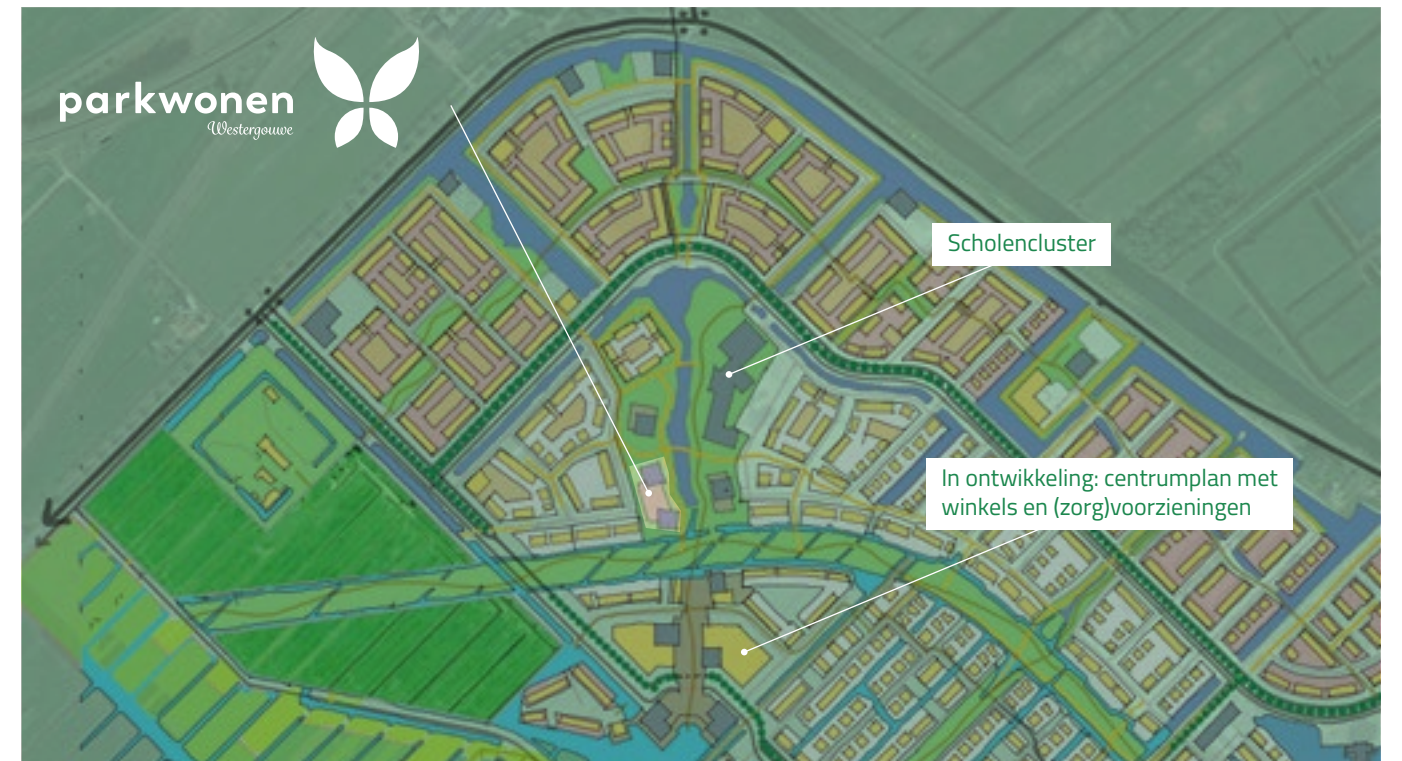 parkwonen
Westergouwe
Scholencluster
In ontwikkeling: centrumplan met
winkels en (zorg)voorzieningen